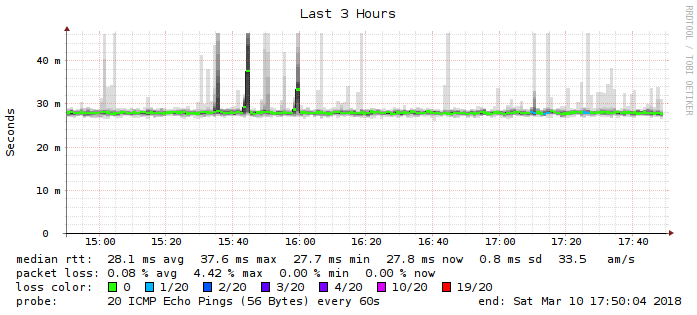 Last 3 Hours
RRDTOOL / TOBI OETIKER
Seconds
40 m
30 m
20 m
10 m
0
15:00 15:20 15:40 16:00 16:20 16:40 17:00 17:20 17:40
median rtt: 28.1 ms avg 37.6 ms max 27.7 ms min 27.8 ms now 0.8 ms sd 33.5 am/s
packet loss: 0.08 % avg 4.42 % max 0.00 % min 0.00 % now
loss color: 0 1/20 2/20 3/20 4/20 10/20 19/20
probe: 20 ICMP Echo Pings (56 Bytes) every 60s end: Sat Mar 10 17:50:04 2018